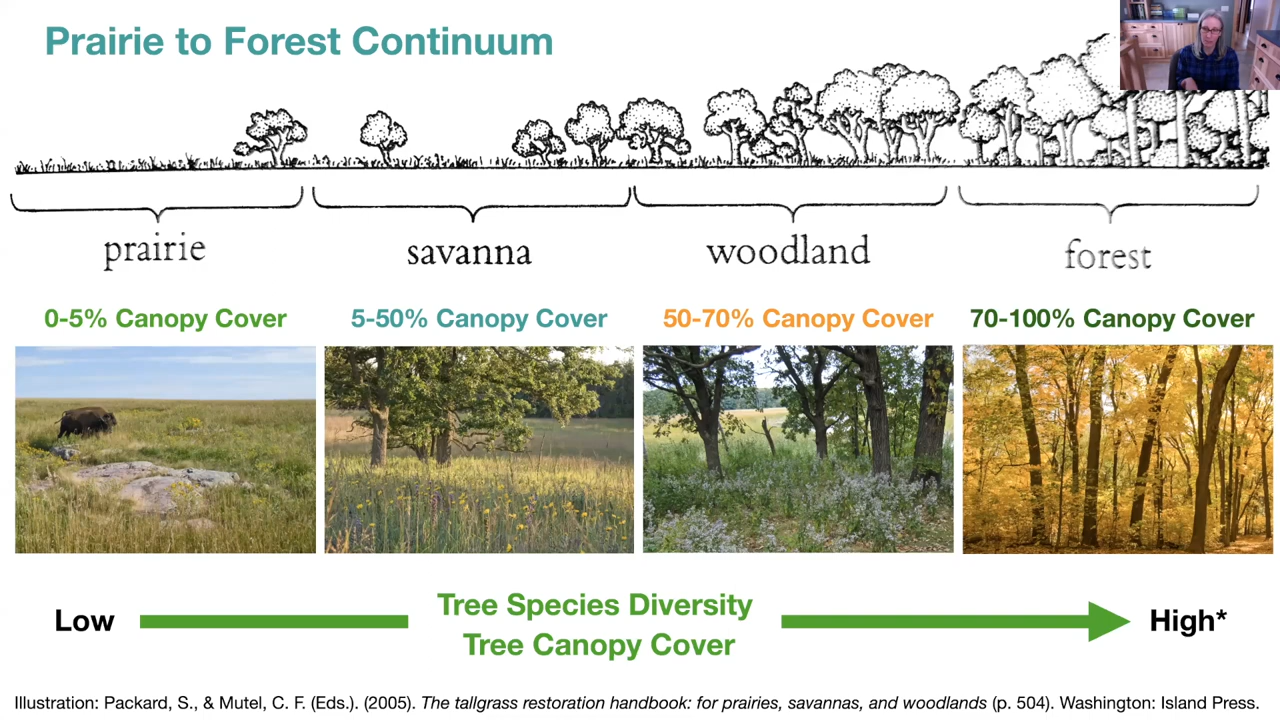 Prairie to Forest Continuum
prairie
savanna
woodland
forest
0-5% Canopy Cover
5-50% Canopy Cover
50-70% Canopy Cover
70-100% Canopy Cover
Low
Tree Species Diversity
Tree Canopy Cover
High*
Illustration: Packard, S., & Mutel, C. F. (Eds.). (2005). The tallgrass restoration handbook: for prairies, savannas, and woodlands (p. 504). Washington: Island Press.